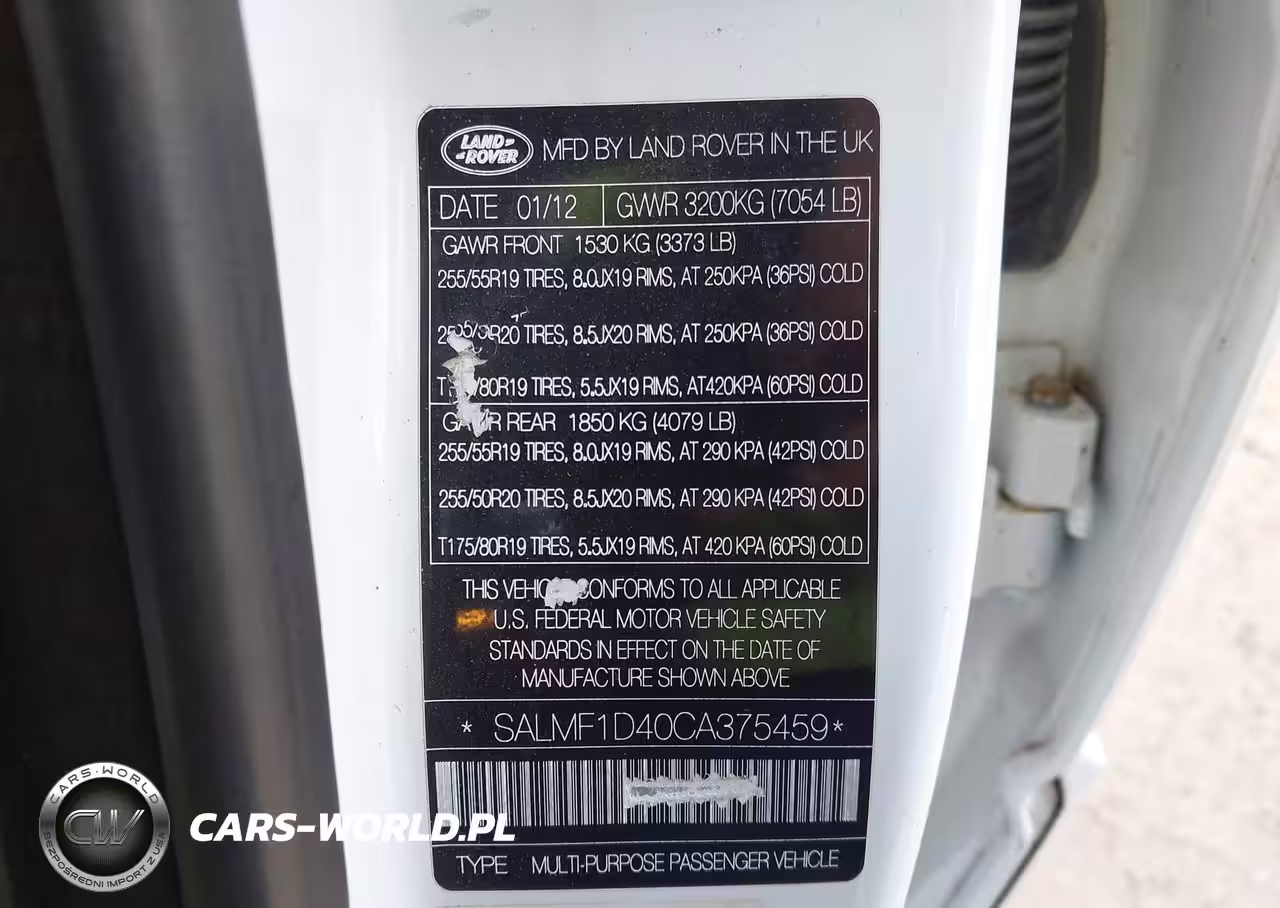 LAND-
-ROVER
MFD BY LAND ROVER IN THE UK
DATE 01/12 GVWR 3200KG (7054 LB)
GAWR FRONT 1530 KG (3373 LB)
255/55R19 TIRES, 8.0JX19 RIMS, AT 250KPA (36PSI) COLD
TIRES, 8.5JX20 RIMS, AT 250KPA (36PSI) COLD
TIRES, 5.5JX19 RIMS, AT420KPA (60PSI) COLD
REAR 1850 KG (4079 LB)
255/55R19 TIRES, 8.0JX19 RIMS, AT 290 KPA (42PSI) COLD
255/50R20 TIRES, 8.5JX20 RIMS, AT 290 KPA (42PSI) COLD
T175/80R19 TIRES, 5.5JX19 RIMS, AT 420 KPA (60PSI) COLD
THIS CONFORMS TO ALL APPLICABLE
U.S. FEDERAL MOTOR VEHICLE SAFETY
STANDARDS IN EFFECT ON THE DATE OF
MANUFACTURE SHOWN ABOVE
* SALMF1D40CA375459*
TYPE MULTI-PURPOSE PASSENGER VEHICLE
CARS-WORLD
CW
BEZPOŚREDNI IMPORT Z USA
CARS-WORLD.PL